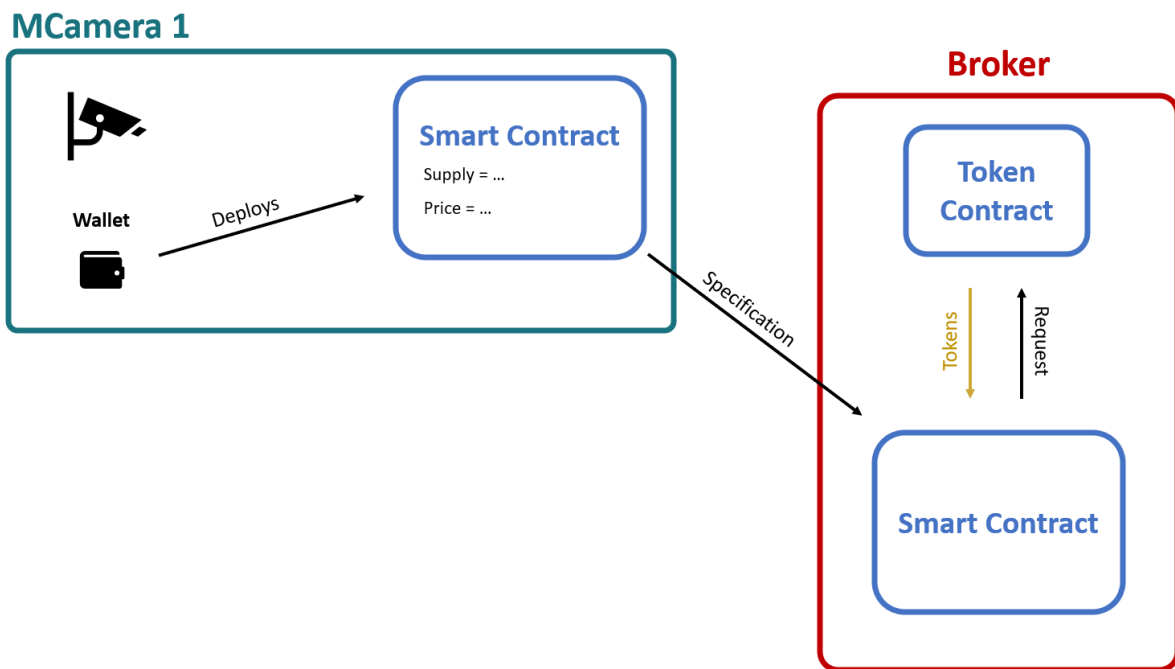 MCamera 1
Smart Contract
Supply = ...
Price = ...
Wallet
Deploys
Specification
Broker
Token
Contract
Tokens
Request
Smart Contract